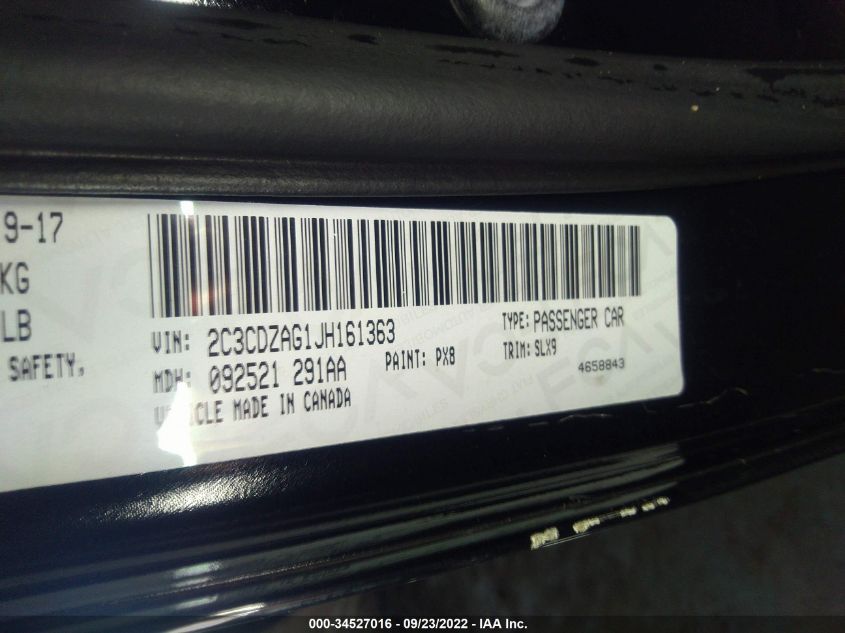 9-17
KG
LB
SAFETY,
VIN: 2C3CDZAG1JH161363
TYPE: PASSENGER CAR
MDH: 092521 291AA
PAINT: PX8
TRIM: SLX9
4658843
VEHICLE MADE IN CANADA
000-34527016 - 09/23/2022 - IAA Inc.